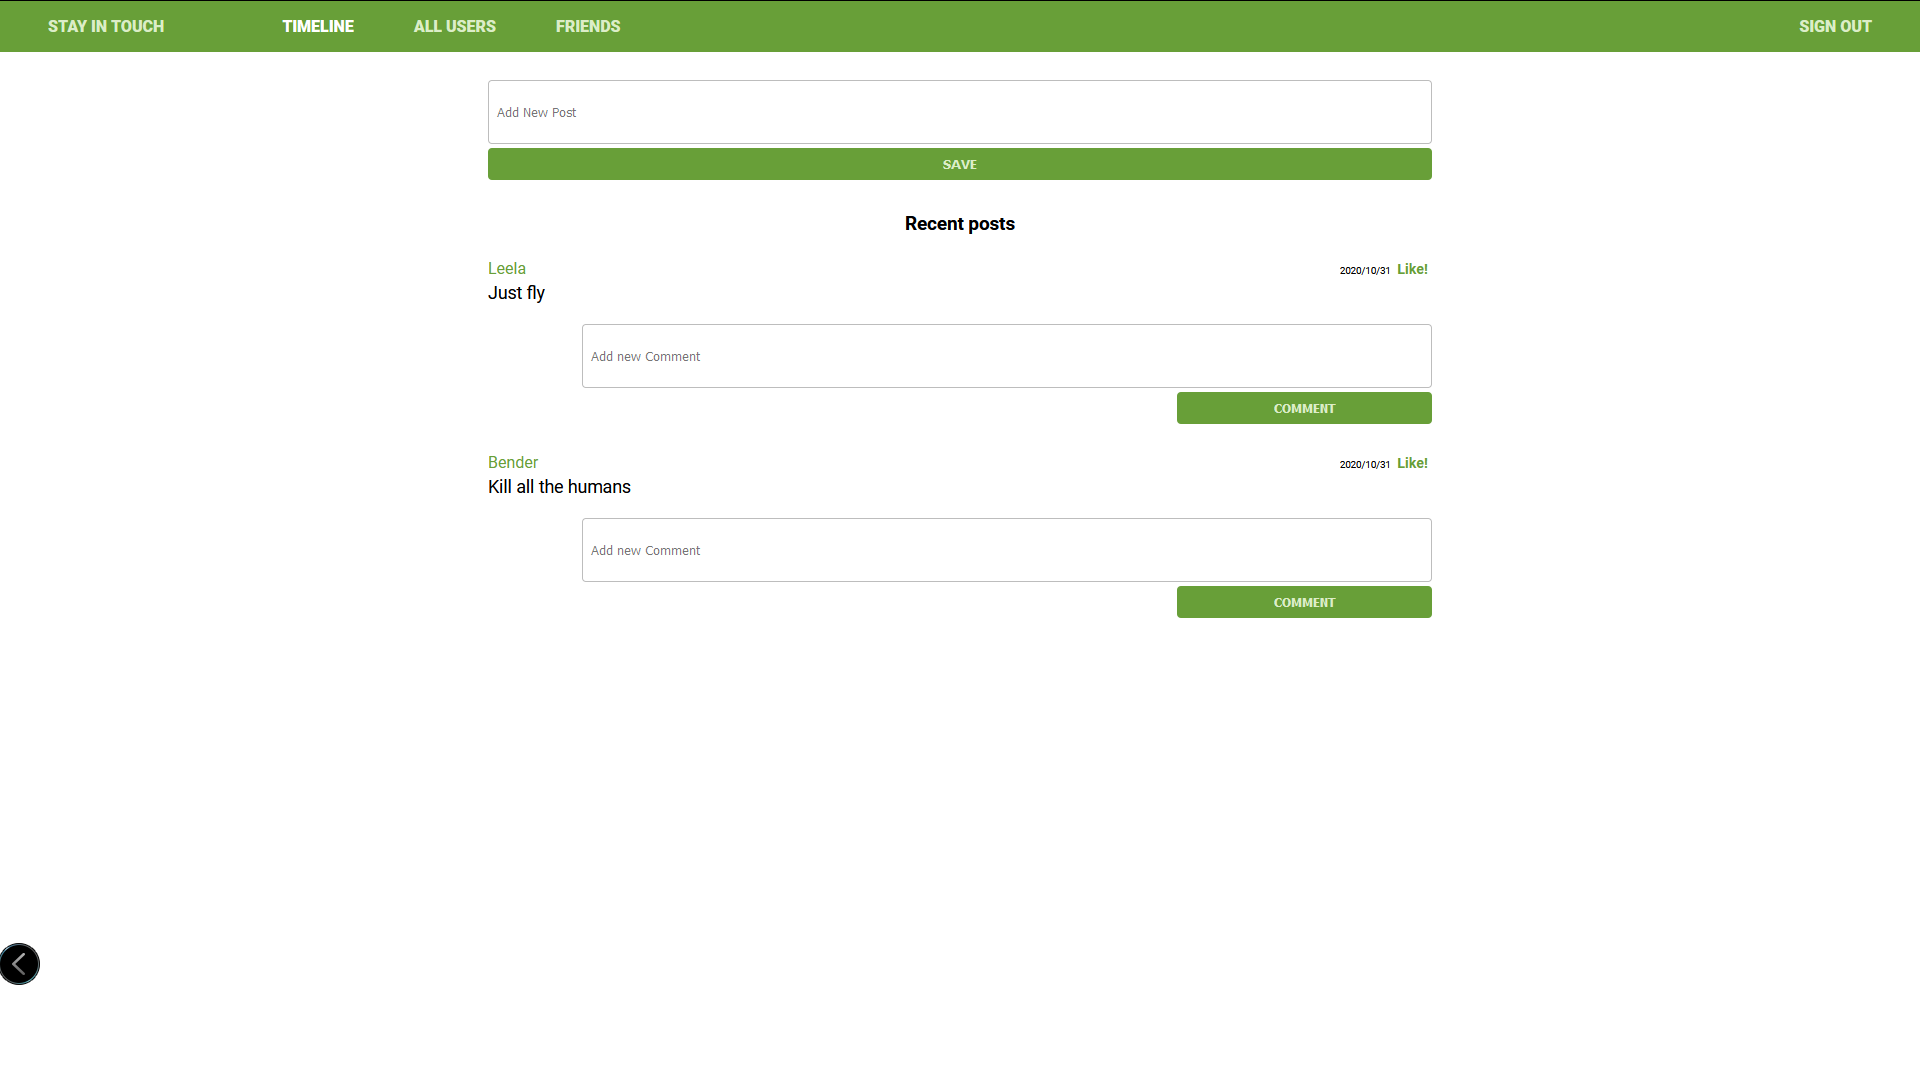 STAY IN TOUCH TIMELINE ALL USERS FRIENDS SIGN OUT
Add New Post
SAVE
Recent posts
Leela 2020/10/31 Like!
Just fly
Add new Comment
COMMENT
Bender 2020/10/31 Like!
Kill all the humans
Add new Comment
COMMENT